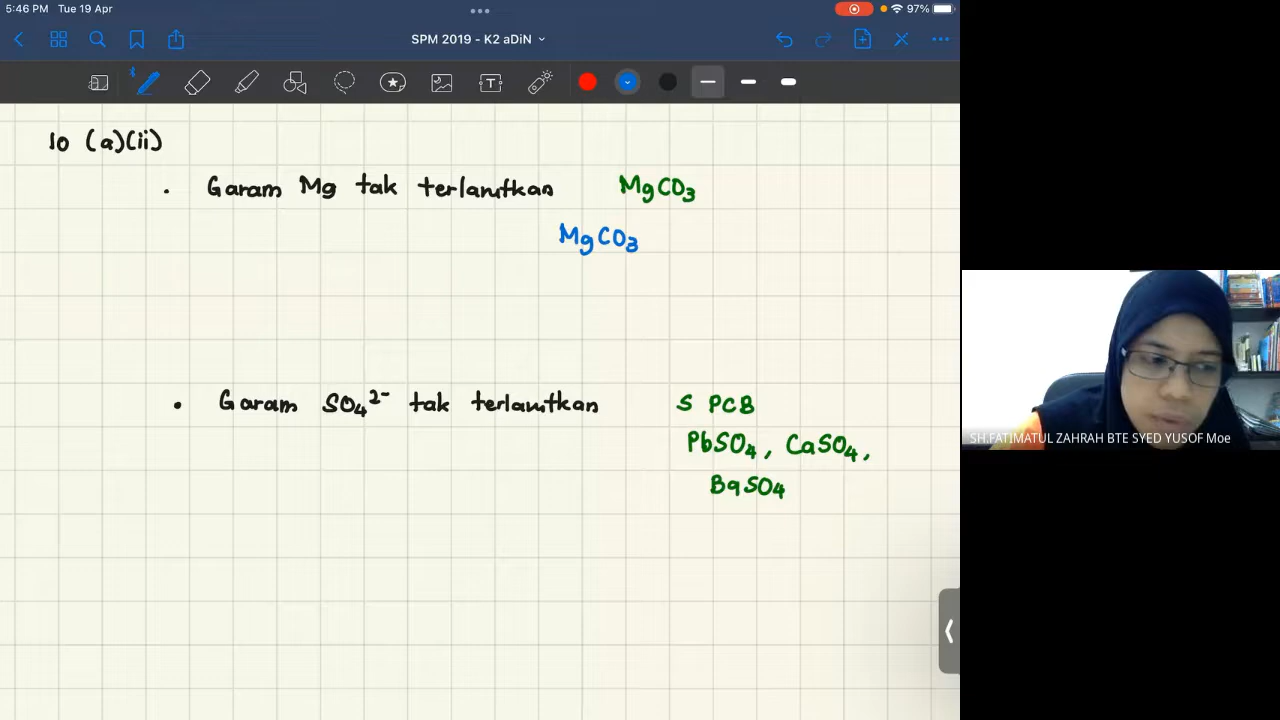 5:46 PM Tue 19 Apr
97%
SPM 2019 - K2 aDiN
T
10 (a)(ii)
• Garam Mg tak terlarutkan MgCO₃
MgCO₃
• Garam SO₄²⁻ tak terlarutkan S PCB
PbSO₄, CaSO₄,
BaSO₄
SH.FATIMATUL ZAHRAH BTE SYED YUSOF Moe